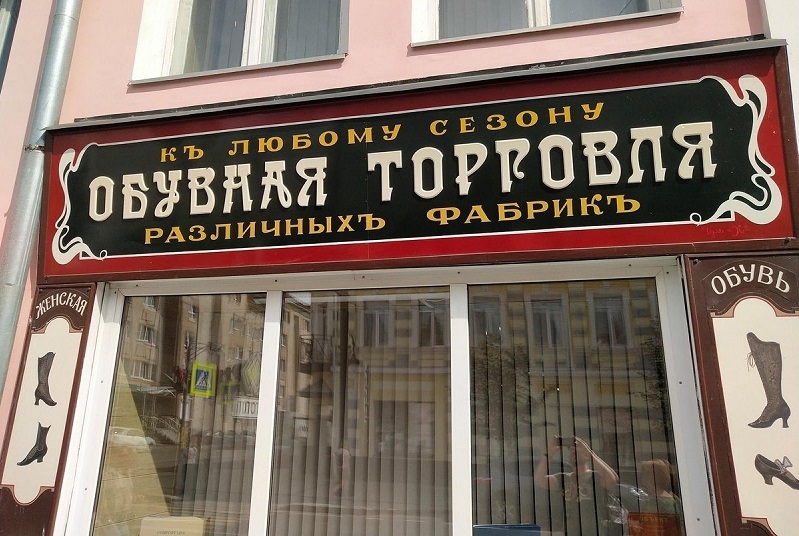 КЪ ЛЮБОМУ СЕЗОНУ
ОБУВНАЯ ТОРГОВЛЯ
РАЗЛИЧНЫХЪ ФАБРИКЪ
ЖЕНСКАЯ
ОБУВЬ